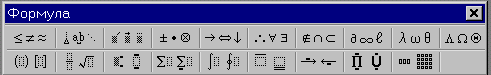 Формула
≤ ≠ ≈ ± • ⊗ → ⇔ ↓ ∴ ∀ ∃ ∉ ∩ ⊂ ∂ ∞ ℓ λ ω θ Λ Ω ⊗
Σ Σ ∫ ∮ → ← Π Ụ